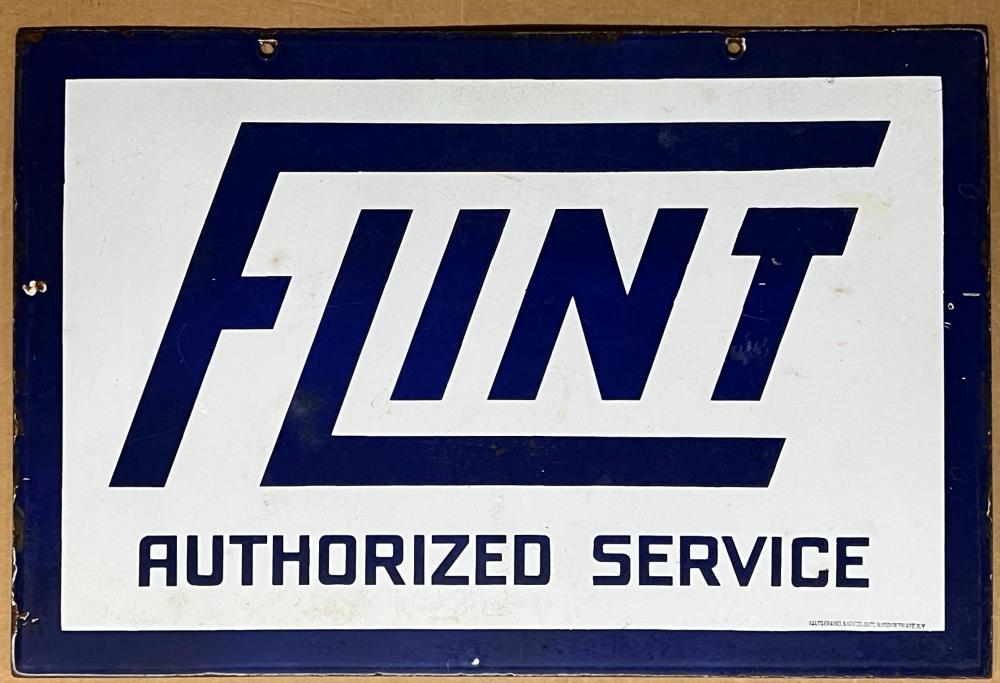 FLINT
AUTHORIZED SERVICE